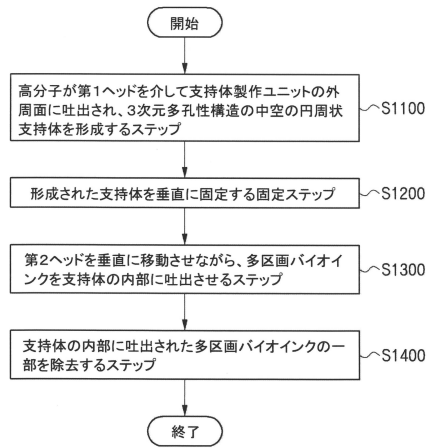 開始
高分子が第1ヘッドを介して支持体製作ユニットの外
周面に吐出され、3次元多孔性構造の中空の円周状
支持体を形成するステップ
S1100
形成された支持体を垂直に固定する固定ステップ
S1200
第2ヘッドを垂直に移動させながら、多区画バイオイ
ンクを支持体の内部に吐出させるステップ
S1300
支持体の内部に吐出された多区画バイオインクの一
部を除去するステップ
S1400
終了